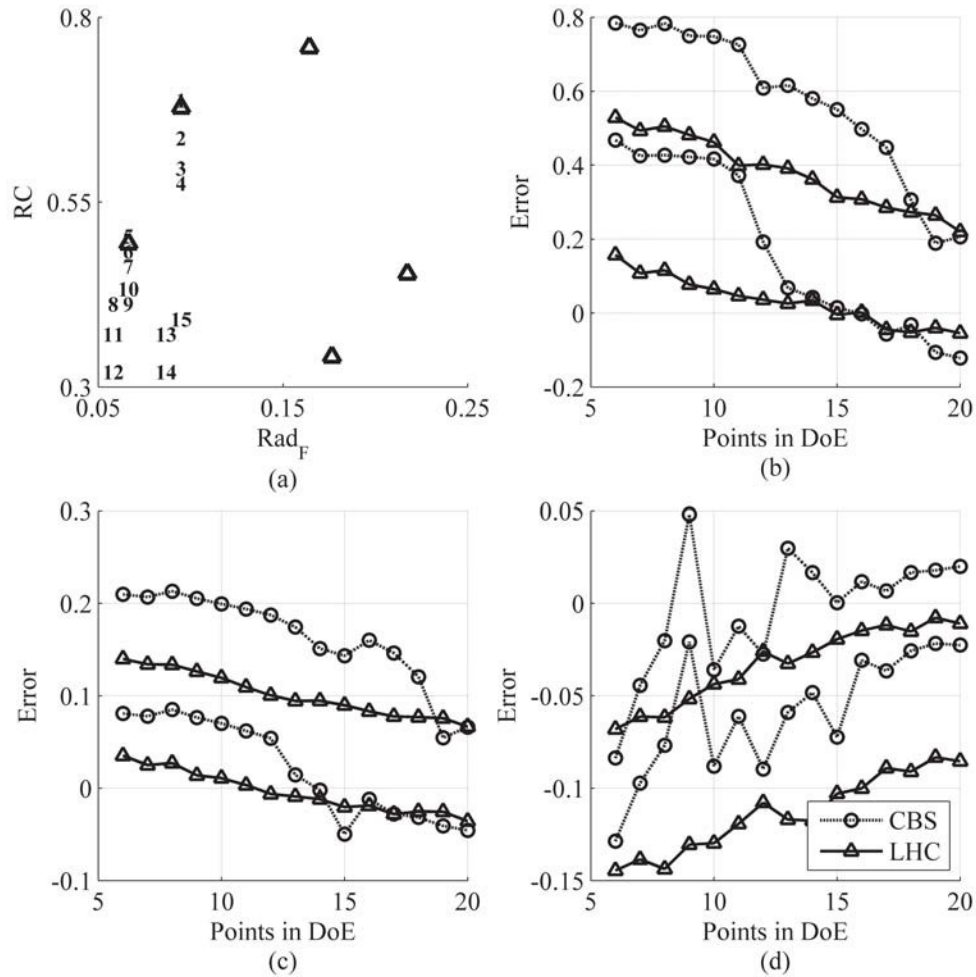 0.8
0.55
0.3
RC
1
2
3
4
5
6
7
10
8 9
15
11 13
12 14
0.05 0.15 0.25
Rad_F
(a)
0.8
0.6
0.4
0.2
0
-0.2
Error
5 10 15 20
Points in DoE
(b)
0.3
0.2
0.1
0
-0.1
Error
5 10 15 20
Points in DoE
(c)
0.05
0
-0.05
-0.1
-0.15
Error
CBS
LHC
5 10 15 20
Points in DoE
(d)